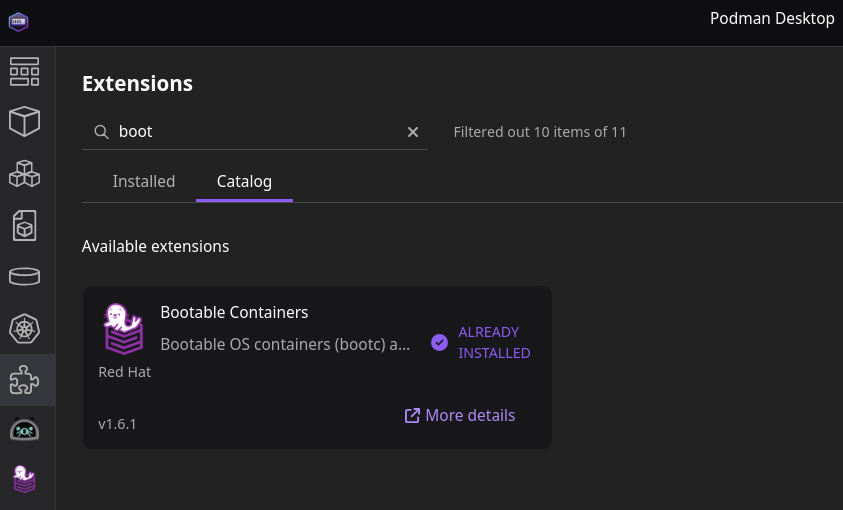 Podman Desktop
Extensions
boot
Filtered out 10 items of 11
Installed
Catalog
Available extensions
Bootable Containers
Bootable OS containers (bootc) a...
ALREADY
INSTALLED
Red Hat
v1.6.1
More details